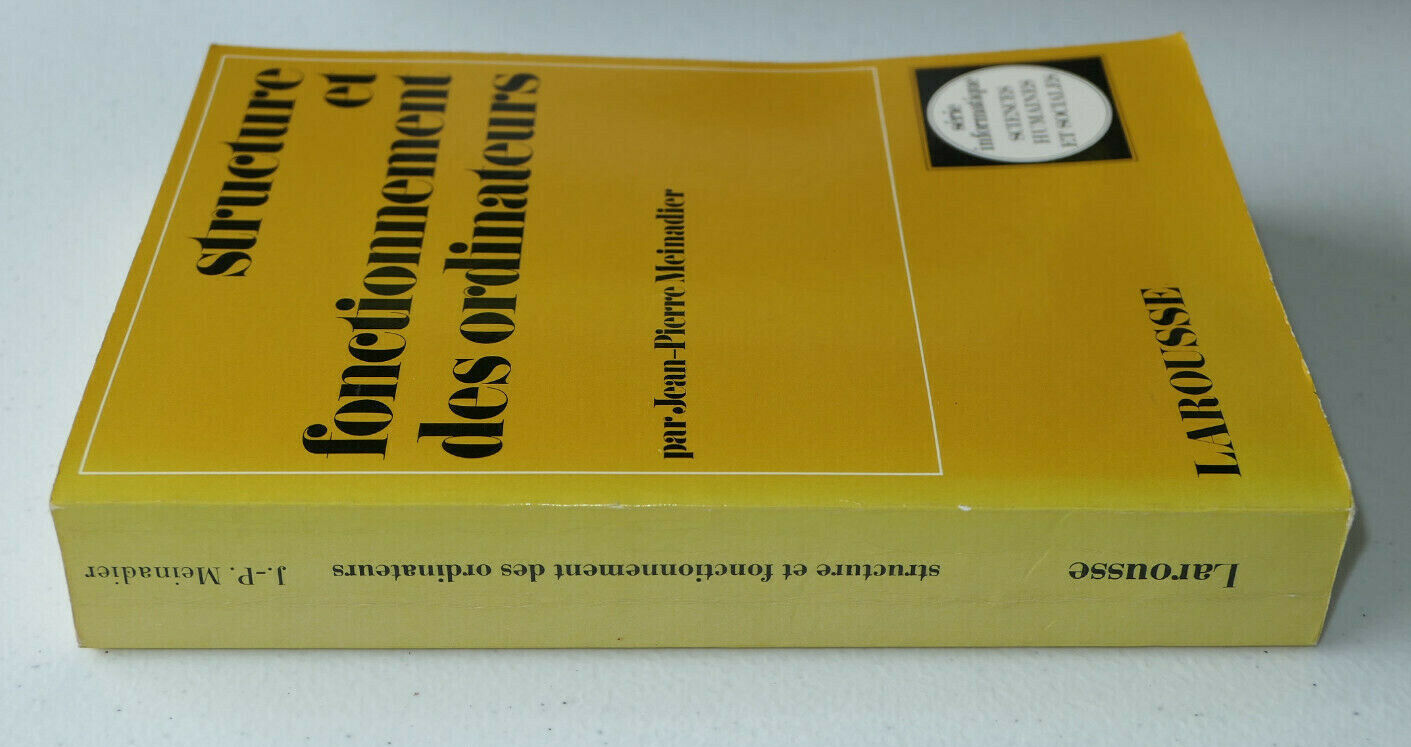 structure
et
fonctionnement
des ordinateurs
par Jean-Pierre Meinadier
série
informatique
SCIENCES
HUMAINES
ET SOCIALES
LAROUSSE
J.-P. Meinadier
structure et fonctionnement des ordinateurs
Larousse